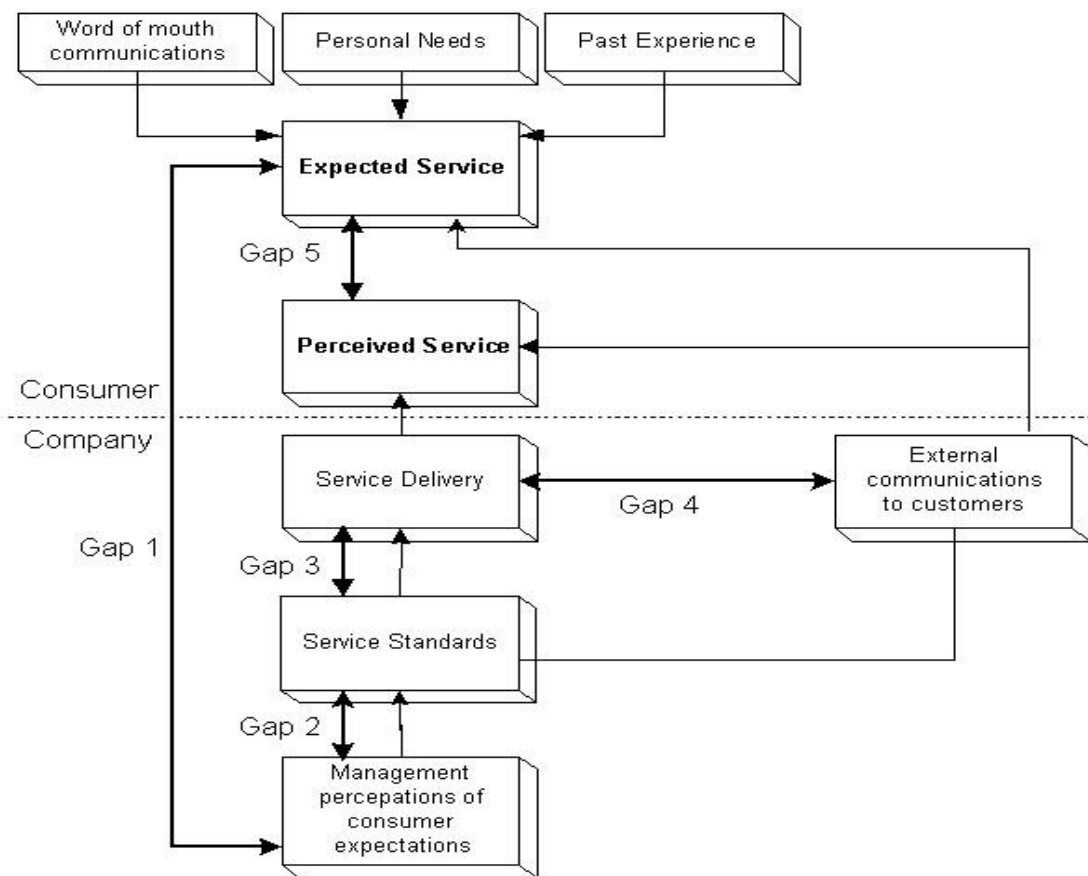 Word of mouth
communications
Personal Needs
Past Experience
Expected Service
Gap 5
Perceived Service
Consumer
Company
Service Delivery
External
communications
to customers
Gap 4
Gap 1
Gap 3
Service Standards
Gap 2
Management
percepations of
consumer
expectations